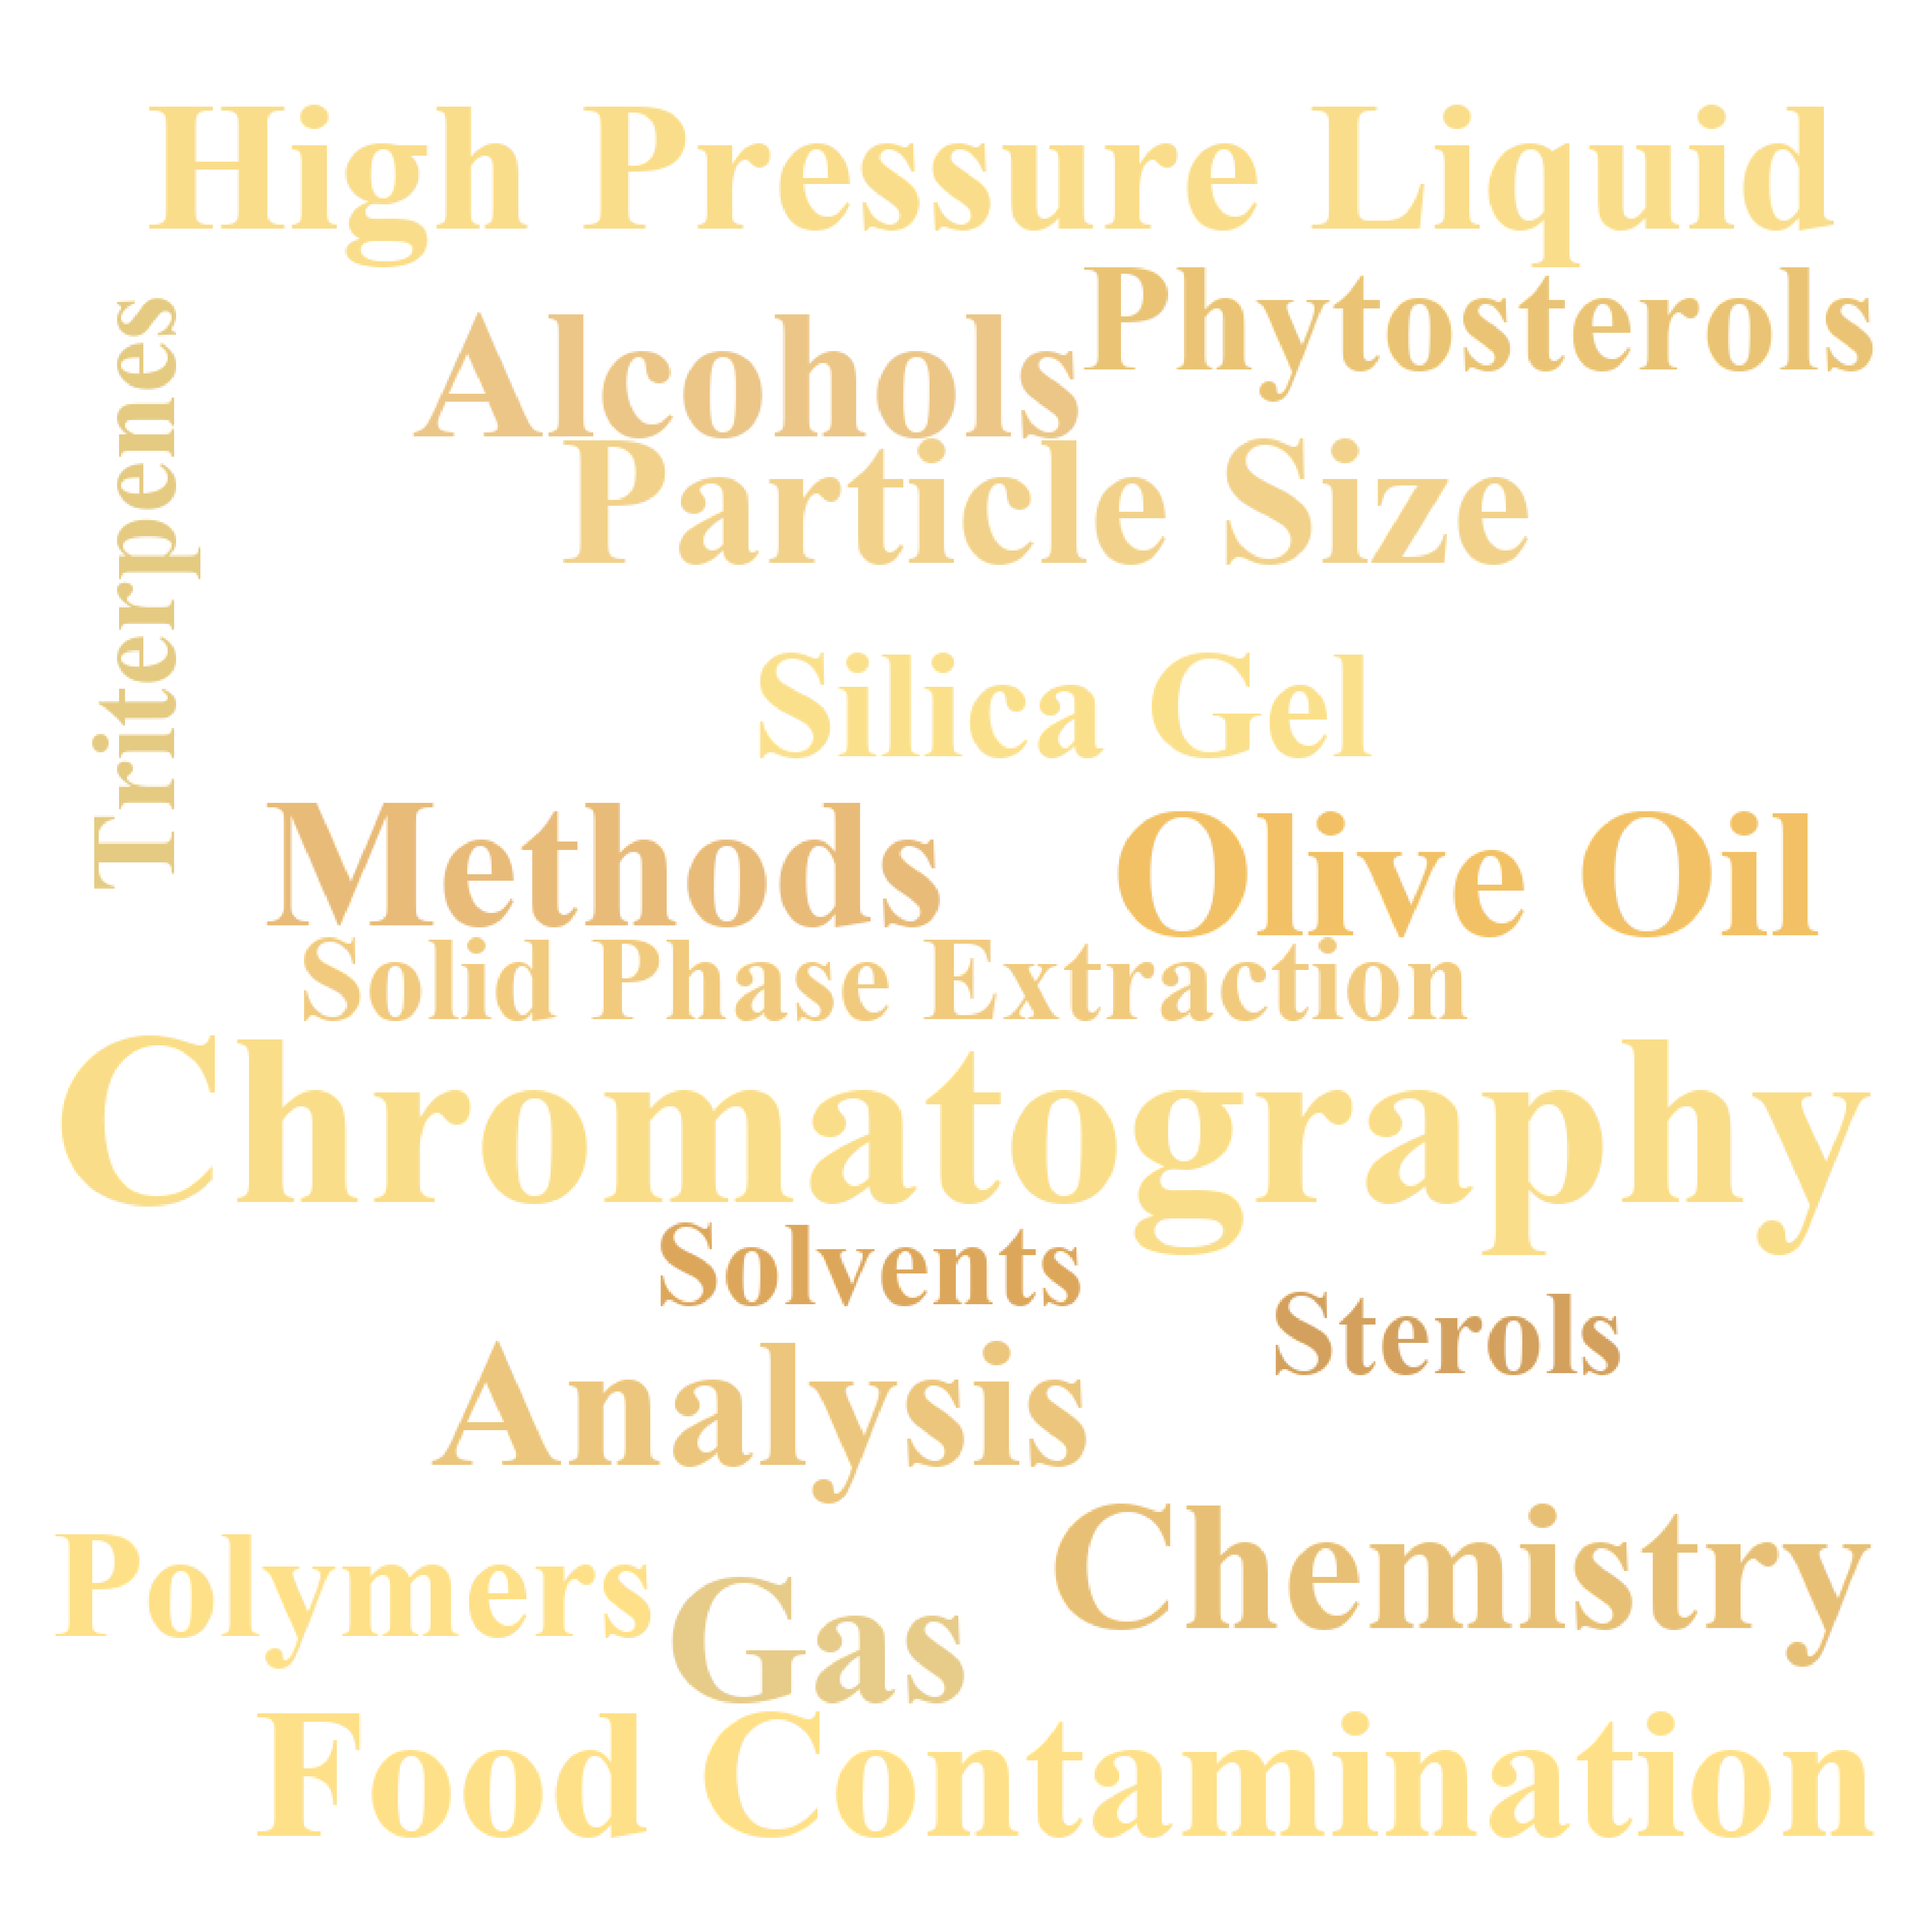 High Pressure Liquid
Phytosterols
Alcohols
Triterpenes
Particle Size
Silica Gel
Methods
Olive Oil
Solid Phase Extraction
Chromatography
Solvents
Sterols
Analysis
Chemistry
Polymers
Gas
Food Contamination